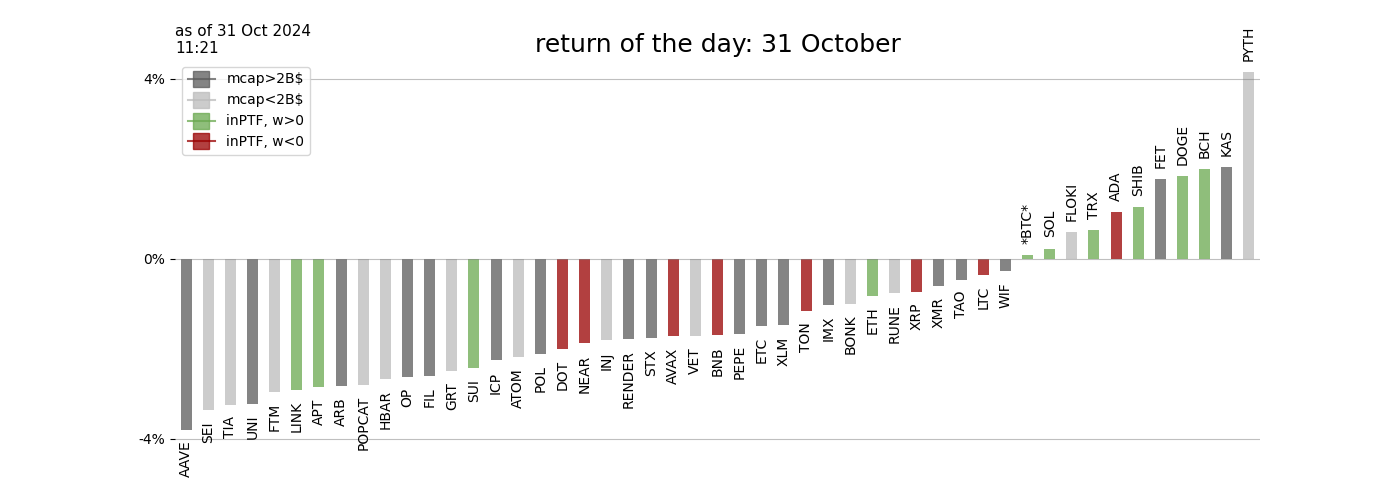 as of 31 Oct 2024
11:21
return of the day: 31 October
mcap>2B$
mcap<2B$
inPTF, w>0
inPTF, w<0
4%
0%
-4%
AAVE
SEI
TIA
UNI
FTM
LINK
APT
ARB
POPCAT
HBAR
OP
FIL
GRT
SUI
ICP
ATOM
POL
DOT
NEAR
INJ
RENDER
STX
AVAX
VET
BNB
PEPE
ETC
XLM
TON
IMX
BONK
ETH
RUNE
XRP
XMR
TAO
LTC
WIF
*BTC*
SOL
FLOKI
TRX
ADA
SHIB
FET
DOGE
BCH
KAS
PYTH